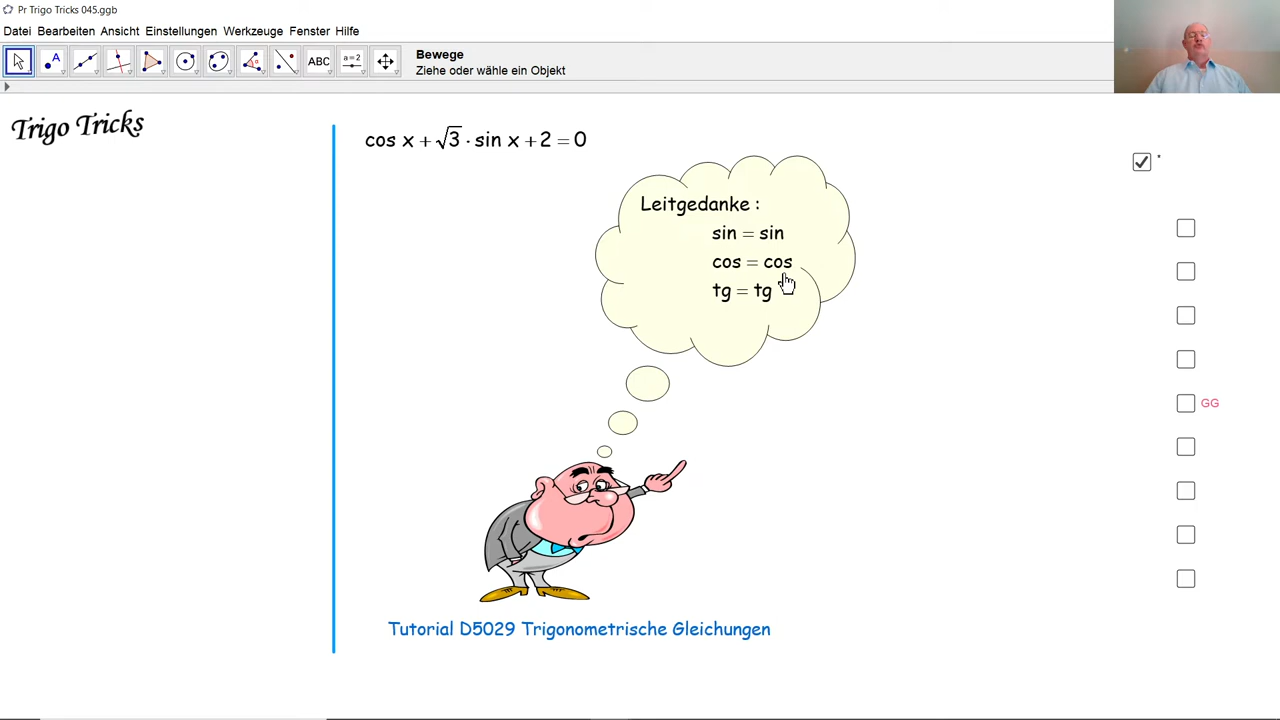 Pr Trigo Tricks 045.ggb
Datei Bearbeiten Ansicht Einstellungen Werkzeuge Fenster Hilfe
A
ABC
a=2
Bewege
Ziehe oder wähle ein Objekt
Trigo Tricks
cos x + √3 · sin x + 2 = 0
Leitgedanke :
sin = sin
cos = cos
tg = tg
GG
Tutorial D5029 Trigonometrische Gleichungen